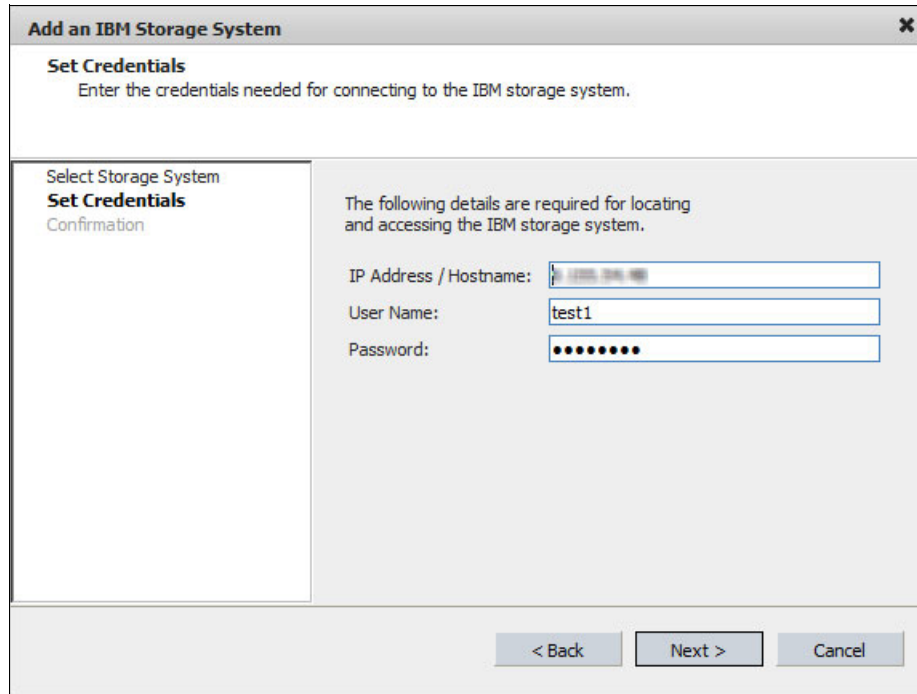 Add an IBM Storage System
Set Credentials
Enter the credentials needed for connecting to the IBM storage system.
Select Storage System
Set Credentials
Confirmation
The following details are required for locating
and accessing the IBM storage system.
IP Address / Hostname:
User Name: test1
Password: ••••••••
< Back Next > Cancel